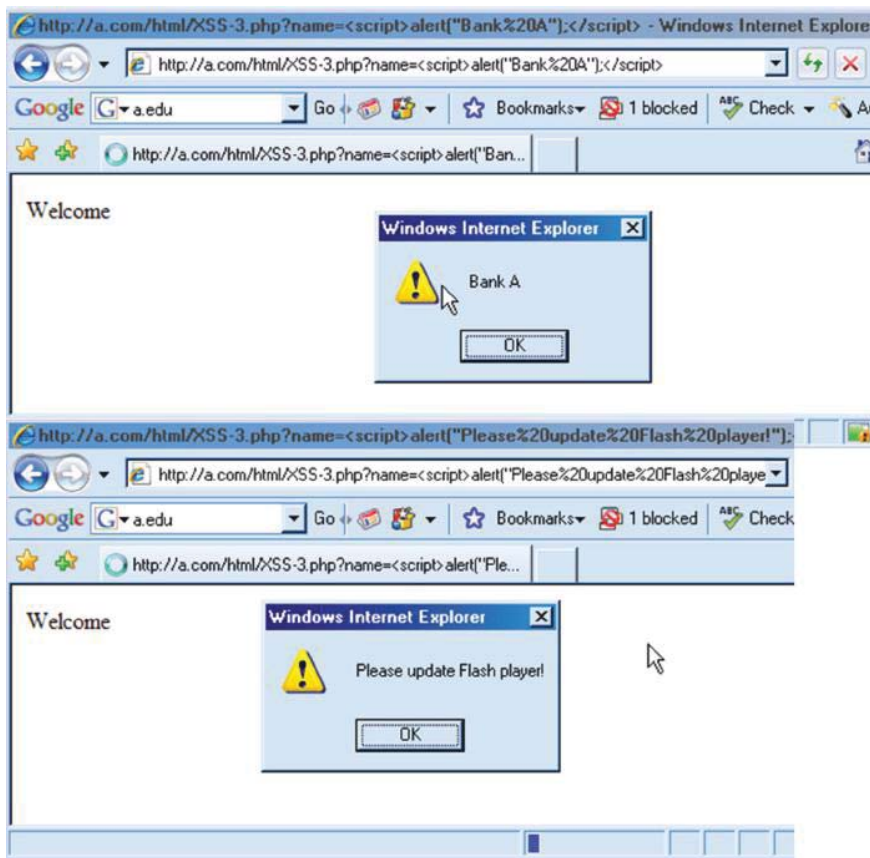 http://a.com/html/XSS-3.php?name=<script>alert("Bank%20A");</script> - Windows Internet Explore
http://a.com/html/XSS-3.php?name=<script>alert("Bank%20A");</script>
Google G a.edu Go Bookmarks 1 blocked ABC Check A
http://a.com/html/XSS-3.php?name=<script>alert("Ban...
Welcome
Windows Internet Explorer
Bank A
OK
http://a.com/html/XSS-3.php?name=<script>alert("Please%20update%20Flash%20player!");
http://a.com/html/XSS-3.php?name=<script>alert("Please%20update%20Flash%20playe
Google G a.edu Go Bookmarks 1 blocked ABC Check
http://a.com/html/XSS-3.php?name=<script>alert("Ple...
Welcome
Windows Internet Explorer
Please update Flash player!
OK